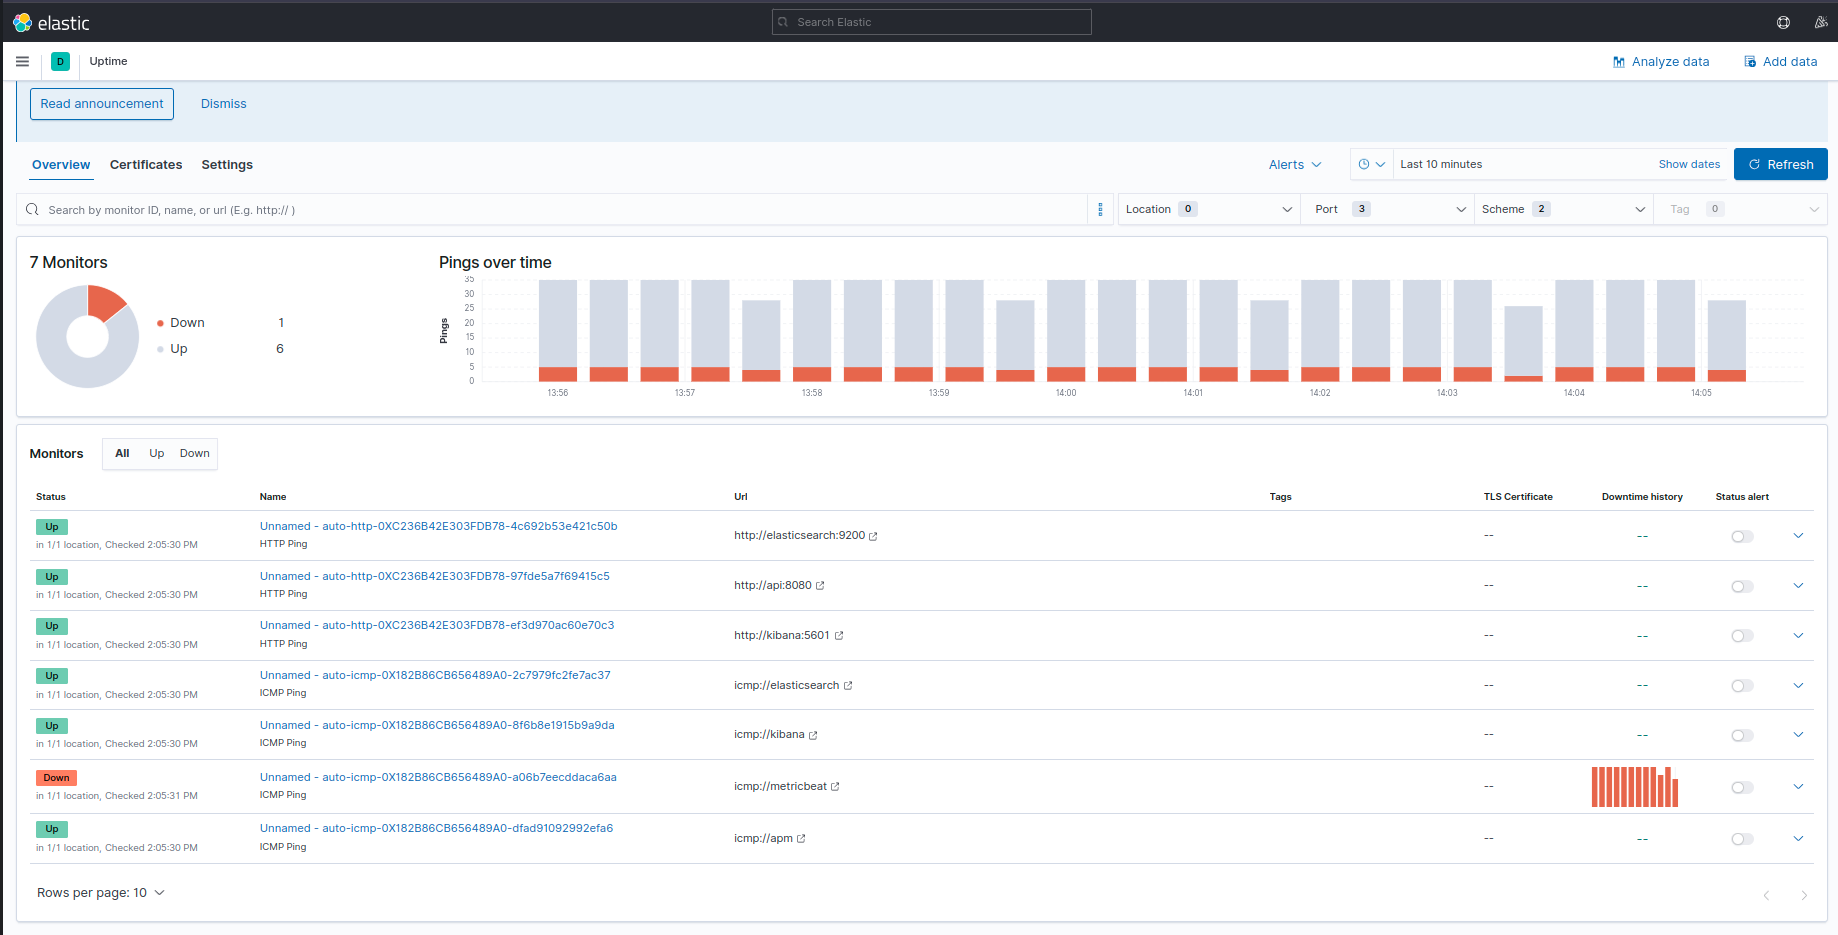 elastic
Search Elastic
D
Uptime
Analyze data
Add data
Read announcement
Dismiss
Overview
Certificates
Settings
Alerts
Last 10 minutes
Show dates
Refresh
Search by monitor ID, name, or url (E.g. http:// )
Location 0
Port 3
Scheme 2
Tag 0
7 Monitors
Down 1
Up 6
Pings over time
Pings
35
30
25
20
15
10
5
0
13:56 13:57 13:58 13:59 14:00 14:01 14:02 14:03 14:04 14:05
Monitors
All Up Down
Status Name Url Tags TLS Certificate Downtime history Status alert
Up
in 1/1 location, Checked 2:05:30 PM
Unnamed - auto-http-0XC236B42E303FDB78-4c692b53e421c50b
HTTP Ping
http://elasticsearch:9200
-- --
Up
in 1/1 location, Checked 2:05:30 PM
Unnamed - auto-http-0XC236B42E303FDB78-97fde5a7f69415c5
HTTP Ping
http://api:8080
-- --
Up
in 1/1 location, Checked 2:05:30 PM
Unnamed - auto-http-0XC236B42E303FDB78-ef3d970ac60e70c3
HTTP Ping
http://kibana:5601
-- --
Up
in 1/1 location, Checked 2:05:30 PM
Unnamed - auto-icmp-0X182B86CB656489A0-2c7979fc2fe7ac37
ICMP Ping
icmp://elasticsearch
-- --
Up
in 1/1 location, Checked 2:05:30 PM
Unnamed - auto-icmp-0X182B86CB656489A0-8f6b8e1915b9a9da
ICMP Ping
icmp://kibana
-- --
Down
in 1/1 location, Checked 2:05:31 PM
Unnamed - auto-icmp-0X182B86CB656489A0-a06b7eecddaca6aa
ICMP Ping
icmp://metricbeat
--
Up
in 1/1 location, Checked 2:05:30 PM
Unnamed - auto-icmp-0X182B86CB656489A0-dfad91092992efa6
ICMP Ping
icmp://apm
-- --
Rows per page: 10